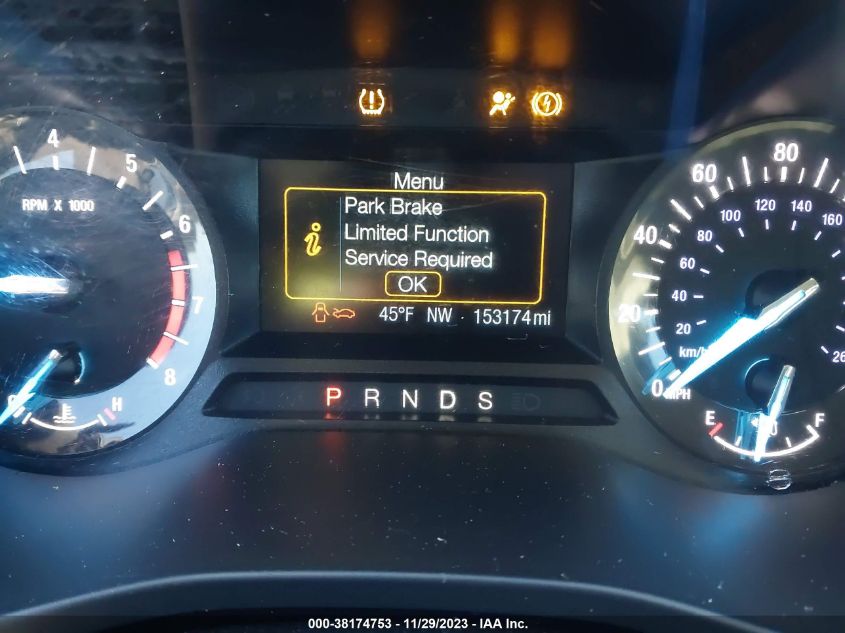 4
5
6
7
8
RPM X 1000
H
Menu
Park Brake
Limited Function
Service Required
OK
45°F NW 153174 mi
P R N D S
0 20 40 60 80
20 40 60 80 100 120 140 160
km/h
MPH
E F
000-38174753 - 11/29/2023 - IAA Inc.